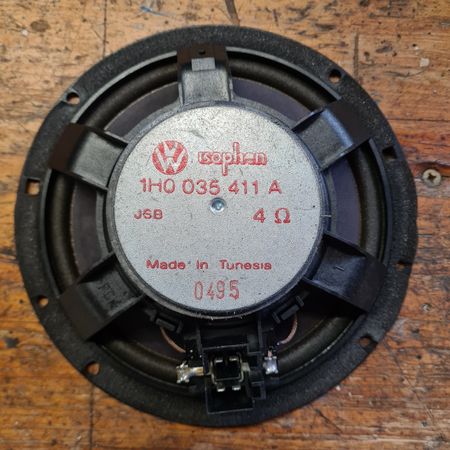 VW isophon
1H0 035 411 A
JSB 4 Ω
Made in Tunesia
0495